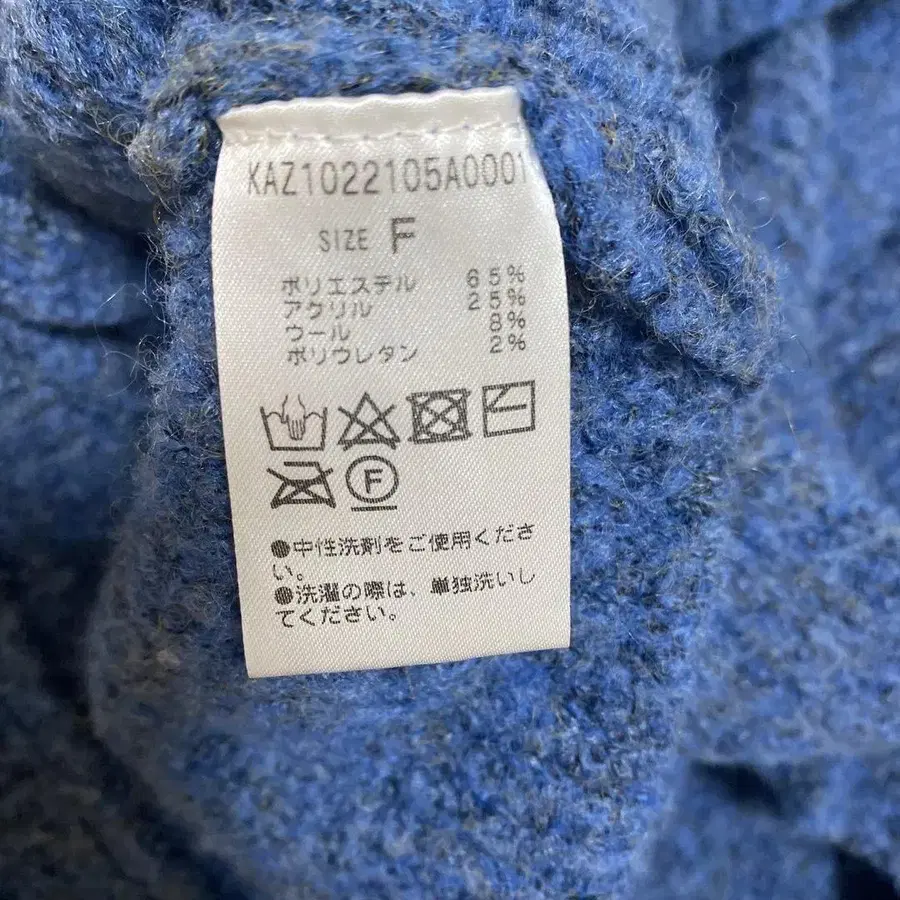 KAZ1022105A0001
SIZE F
ポリエステル 65%
アクリル 25%
ウール 8%
ポリウレタン 2%
F
●中性洗剤をご使用くださ
い。
●洗濯の際は、単独洗いし
てください。